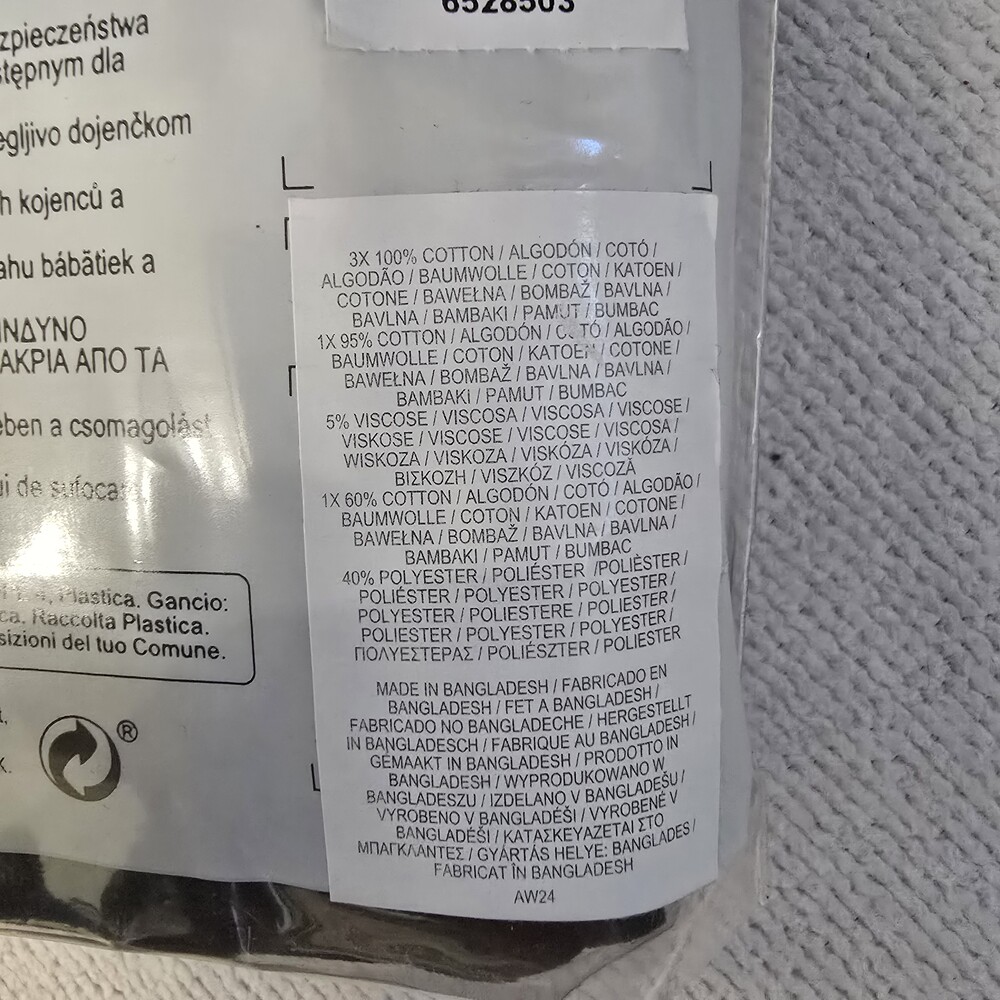 6528503
zpieczeństwa
stępnym dla
egljivo dojenčkom
h kojenců a
ahu bábätiek a
ΙΝΔΥΝΟ
ΑΚΡΙΑ ΑΠΟ ΤΑ
eben a csomagolást
ui de sufoca
Plastica. Gancio:
ca. Raccolta Plastica.
sizioni del tuo Comune.
t,
k.
®
3X 100% COTTON / ALGODÓN / COTÓ /
ALGODÃO / BAUMWOLLE / COTON / KATOEN /
COTONE / BAWEŁNA / BOMBAŽ / BAVLNA /
BAVLNA / BAMBAKI / PAMUT / BUMBAC
1X 95% COTTON / ALGODÓN / COTÓ / ALGODÃO /
BAUMWOLLE / COTON / KATOEN / COTONE /
BAWEŁNA / BOMBAŽ / BAVLNA / BAVLNA /
BAMBAKI / PAMUT / BUMBAC
5% VISCOSE / VISCOSA / VISCOSA / VISCOSE /
VISKOSE / VISCOSE / VISCOSE / VISCOSA /
WISKOZA / VISKOZA / VISKÓZA / VISKÓZA /
ΒΙΣΚΟΖΗ / VISZKÓZ / VISCOZĂ
1X 60% COTTON / ALGODÓN / COTÓ / ALGODÃO /
BAUMWOLLE / COTON / KATOEN / COTONE /
BAWEŁNA / BOMBAŽ / BAVLNA / BAVLNA /
BAMBAKI / PAMUT / BUMBAC
40% POLYESTER / POLIÉSTER /POLIÈSTER /
POLIÉSTER / POLYESTER / POLYESTER /
POLYESTER / POLIESTERE / POLIESTER /
POLIESTER / POLYESTER / POLYESTER /
ΠΟΛΥΕΣΤΕΡΑΣ / POLIÉSZTER / POLIESTER
MADE IN BANGLADESH / FABRICADO EN
BANGLADESH / FET A BANGLADESH /
FABRICADO NO BANGLADECHE / HERGESTELLT
IN BANGLADESCH / FABRIQUE AU BANGLADESH /
GEMAAKT IN BANGLADESH / PRODOTTO IN
BANGLADESH / WYPRODUKOWANO W
BANGLADESZU / IZDELANO V BANGLADEŠU /
VYROBENO V BANGLADÉŠI / VYROBENÉ V
BANGLADÉŠI / ΚΑΤΑΣΚΕΥΑΖΕΤΑΙ ΣΤΟ
ΜΠΑΓΚΛΑΝΤΕΣ / GYÁRTÁS HELYE: BANGLADES /
FABRICAT ÎN BANGLADESH
AW24